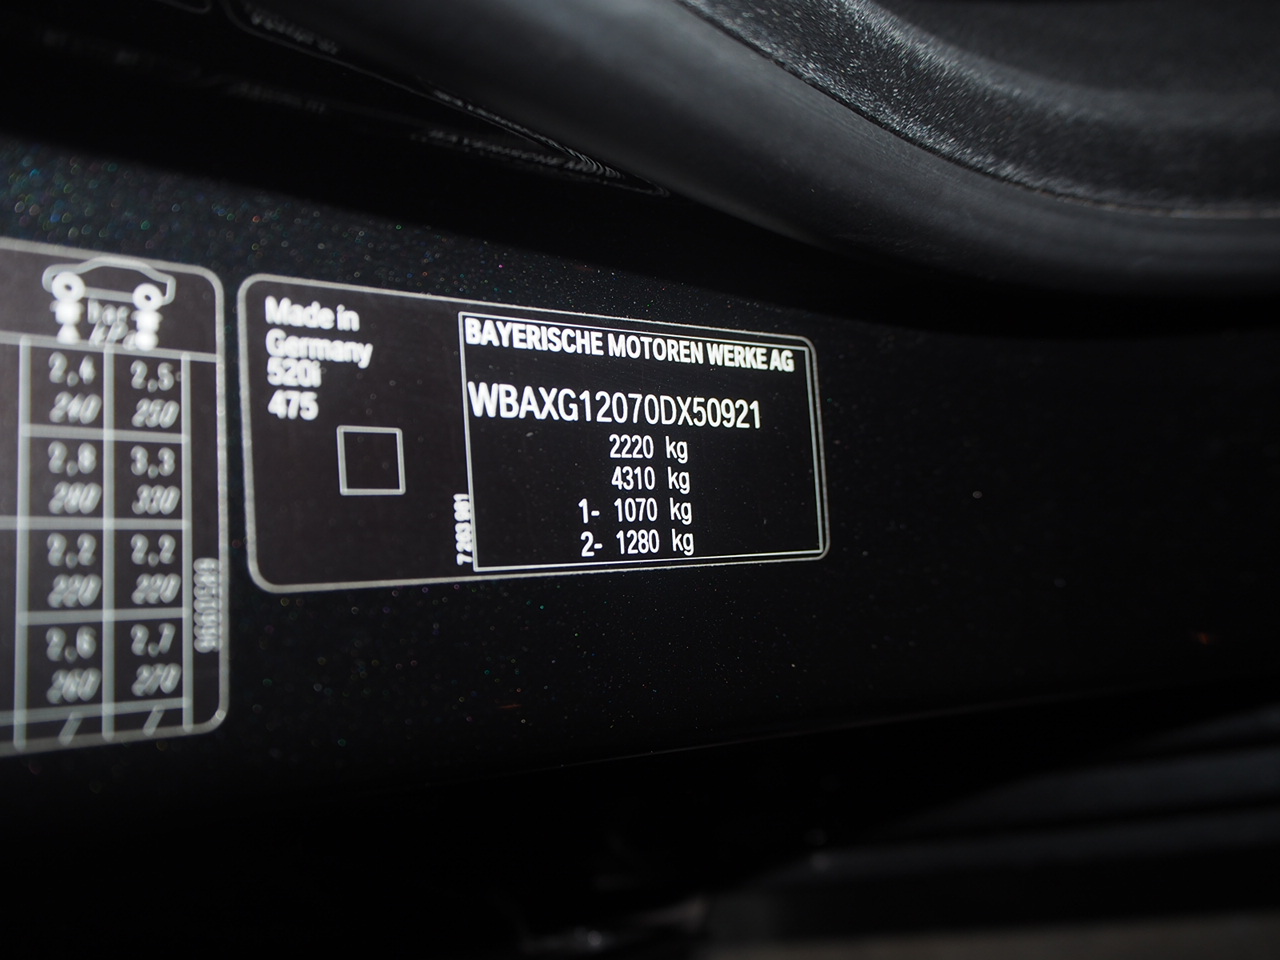 bar
kPa
2,4 2,5
240 250
2,8 3,3
280 330
2,2 2,2
220 220
2,6 2,7
260 270
/ /
Made in
Germany
520i
475
BAYERISCHE MOTOREN WERKE AG
WBAXG12070DX50921
2220 kg
4310 kg
1- 1070 kg
2- 1280 kg